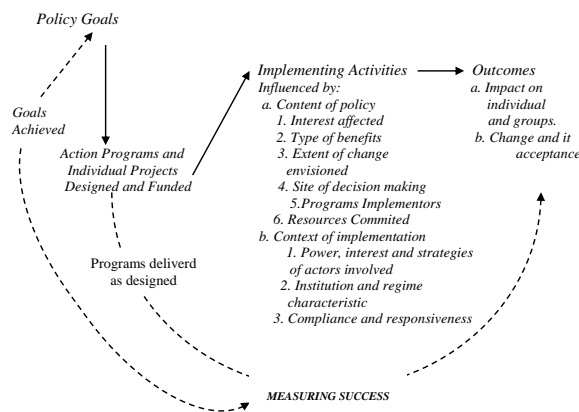 Policy Goals
Goals
Achieved
Action Programs and
Individual Projects
Designed and Funded
Programs deliverd
as designed
Implementing Activities
Influenced by:
a. Content of policy
1. Interest affected
2. Type of benefits
3. Extent of change
envisioned
4. Site of decision making
5.Programs Implementors
6. Resources Commited
b. Context of implementation
1. Power, interest and strategies
of actors involved
2. Institution and regime
characteristic
3. Compliance and responsiveness
Outcomes
a. Impact on
individual
and groups.
b. Change and it
acceptance
MEASURING SUCCESS